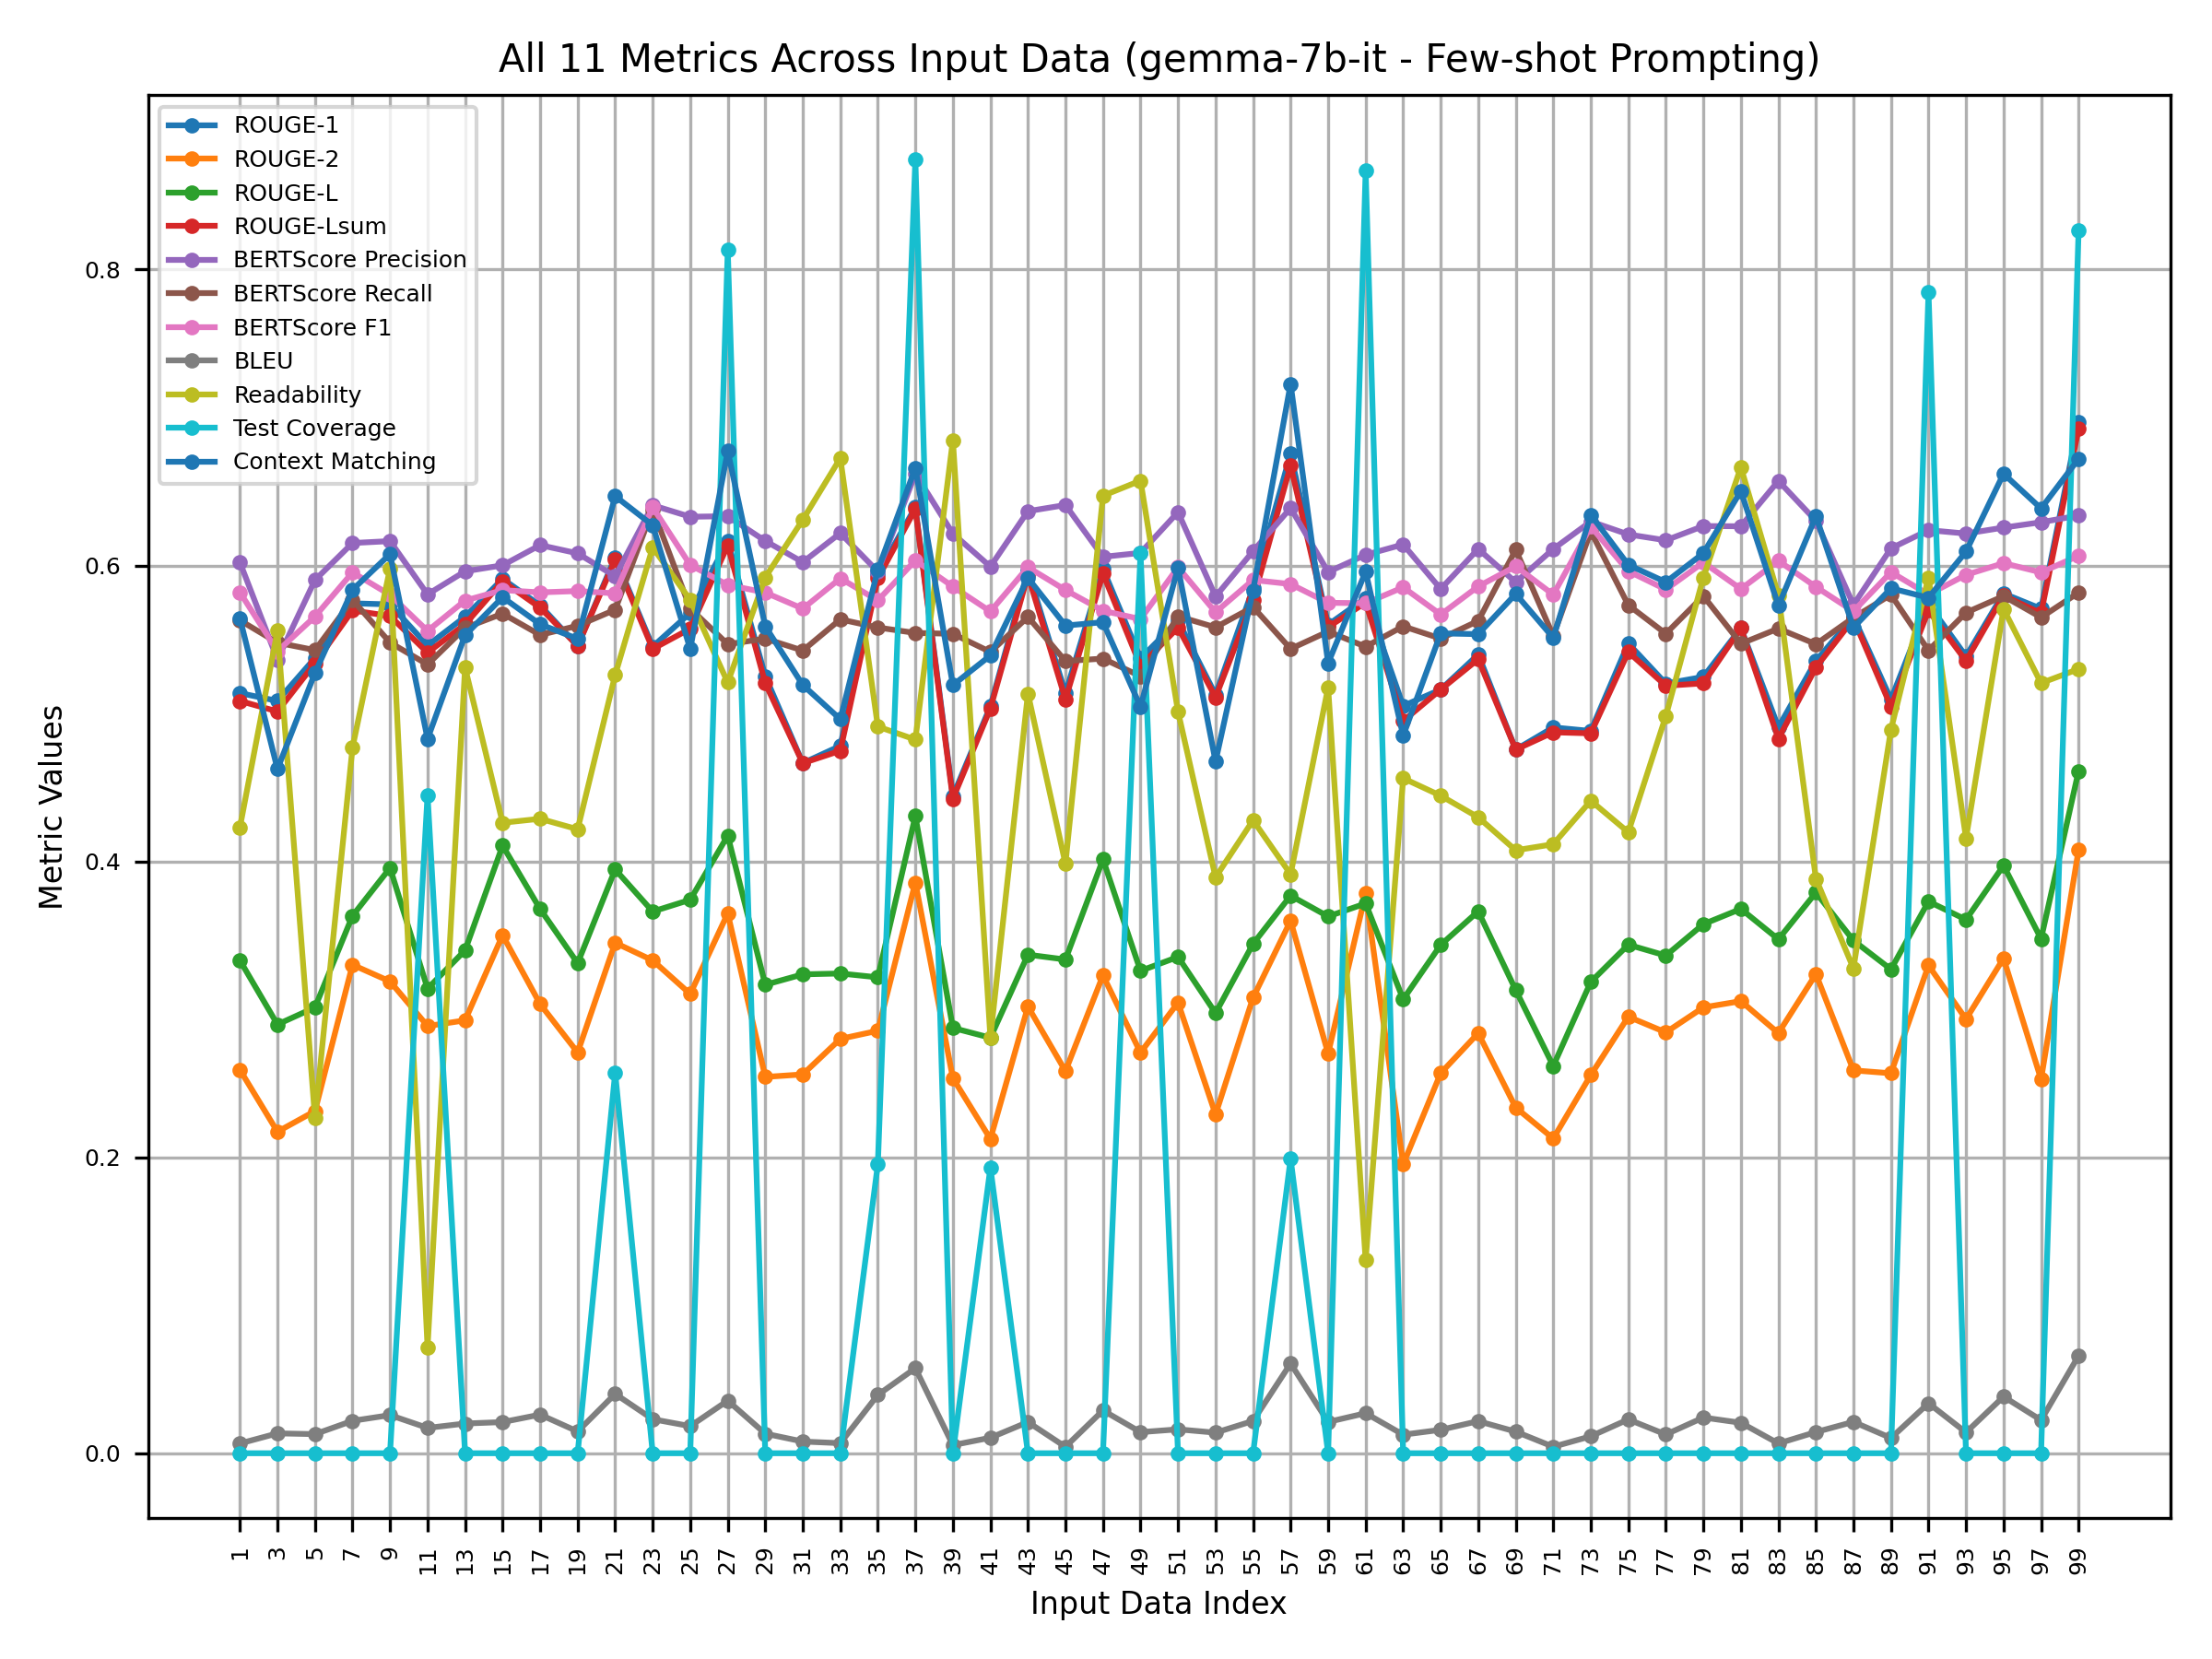 All 11 Metrics Across Input Data (gemma-7b-it - Few-shot Prompting)
ROUGE-1
ROUGE-2
ROUGE-L
ROUGE-Lsum
BERTScore Precision
BERTScore Recall
BERTScore F1
BLEU
Readability
Test Coverage
Context Matching
Metric Values
0.8
0.6
0.4
0.2
0.0
1 3 5 7 9 11 13 15 17 19 21 23 25 27 29 31 33 35 37 39 41 43 45 47 49 51 53 55 57 59 61 63 65 67 69 71 73 75 77 79 81 83 85 87 89 91 93 95 97 99
Input Data Index